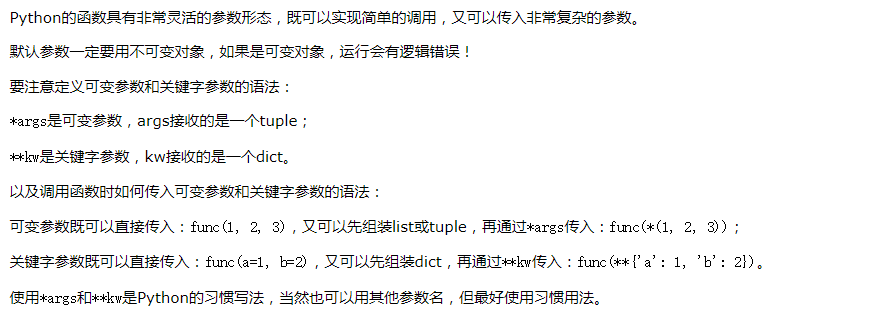 Python的函数具有非常灵活的参数形态，既可以实现简单的调用，又可以传入非常复杂的参数。
默认参数一定要用不可变对象，如果是可变对象，运行会有逻辑错误！
要注意定义可变参数和关键字参数的语法：
*args是可变参数，args接收的是一个tuple；
**kw是关键字参数，kw接收的是一个dict。
以及调用函数时如何传入可变参数和关键字参数的语法：
可变参数既可以直接传入：func(1, 2, 3)，又可以先组装list或tuple，再通过*args传入：func(*(1, 2, 3))；
关键字参数既可以直接传入：func(a=1, b=2)，又可以先组装dict，再通过**kw传入：func(**{'a': 1, 'b': 2})。
使用*args和**kw是Python的习惯写法，当然也可以用其他参数名，但最好使用习惯用法。